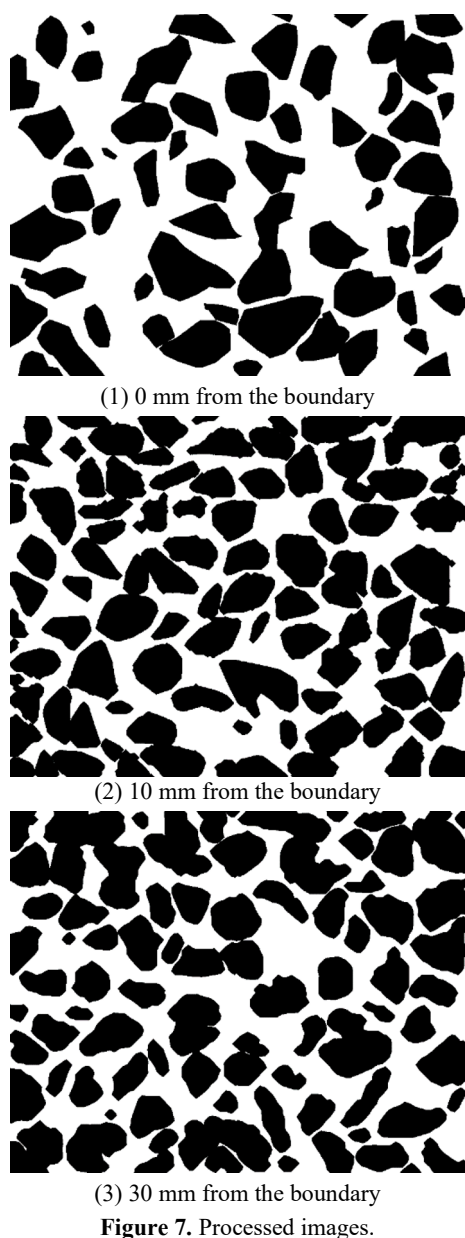 (1) 0 mm from the boundary
(2) 10 mm from the boundary
(3) 30 mm from the boundary
Figure 7. Processed images.